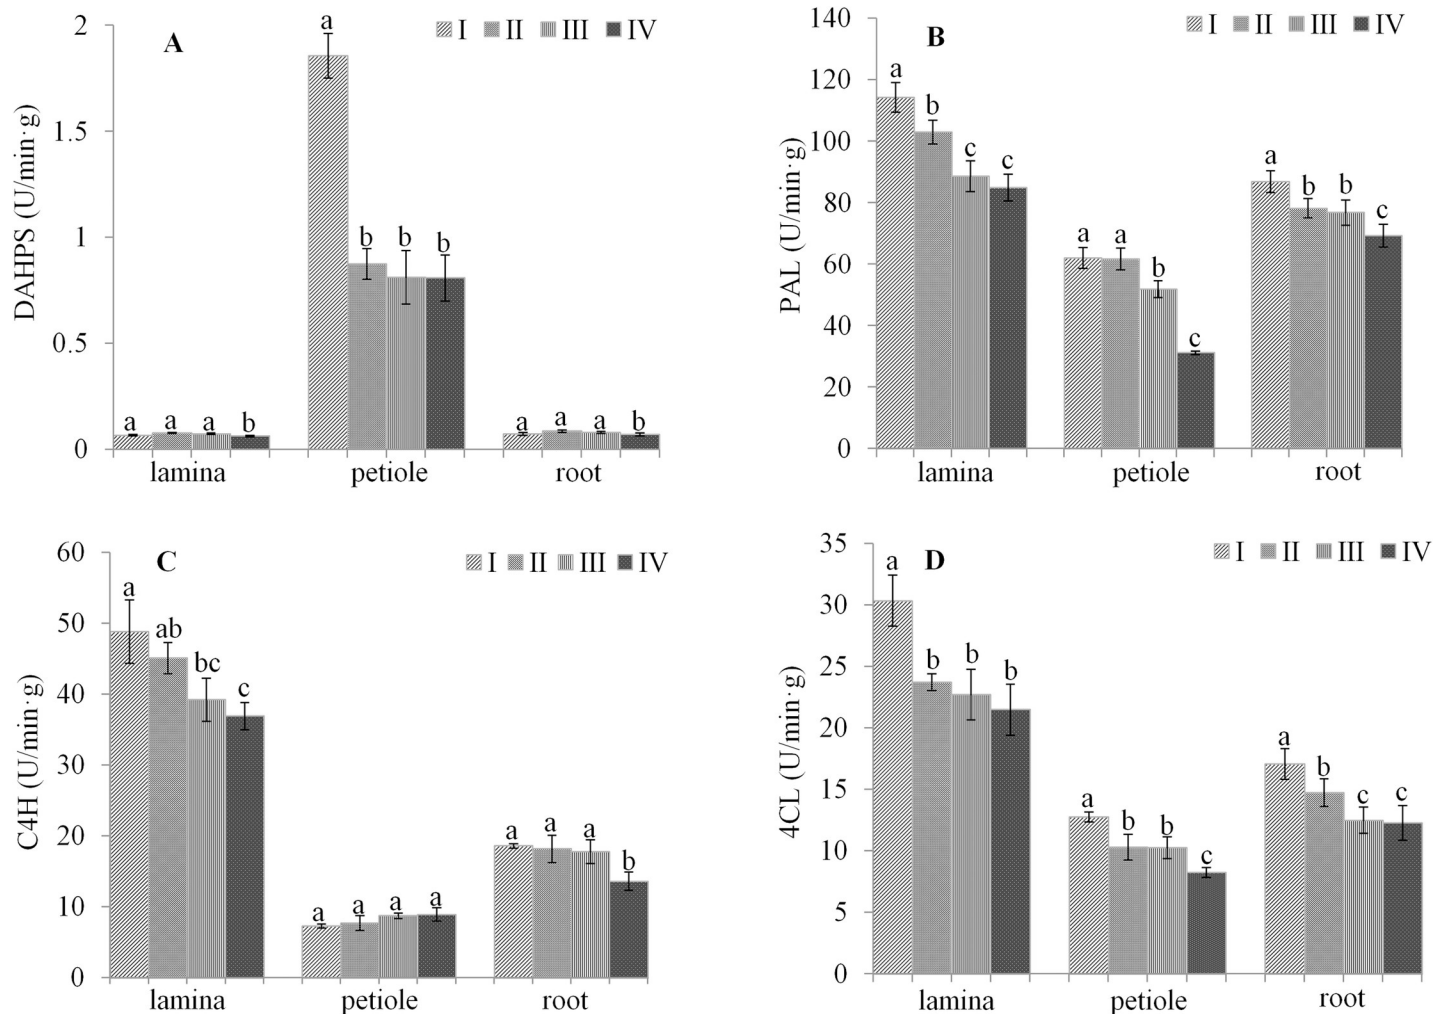 A
I II III IV
DAHPS (U/min·g)
2
1.5
1
0.5
0
a a a b
a b b b
a a a b
lamina petiole root
B
I II III IV
PAL (U/min·g)
140
120
100
80
60
40
20
0
a b c c
a a b c
a b b c
lamina petiole root
C
I II III IV
C4H (U/min·g)
60
50
40
30
20
10
0
a ab bc c
a a a a
a a a b
lamina petiole root
D
I II III IV
4CL (U/min·g)
35
30
25
20
15
10
5
0
a b b b
a b b c
a b c c
lamina petiole root